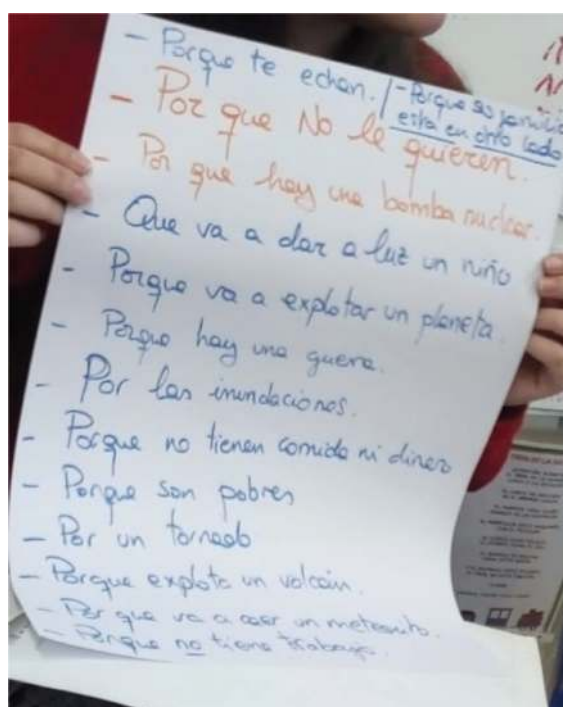 - Porque te echan. / - Porque su familia
está en otro lado
- Por que No le quieren.
- Por que hay una bomba nuclear.
- Que va a dar a luz un niño
- Porque va a explotar un planeta.
- Porque hay una guera.
- Por las inundaciones.
- Porque no tienen comida ni dinero
- Porque son pobres
- Por un tornado
- Porque explota un volcán.
- Por que va a caer un meteorito.
- Porque no tiene trabajo.